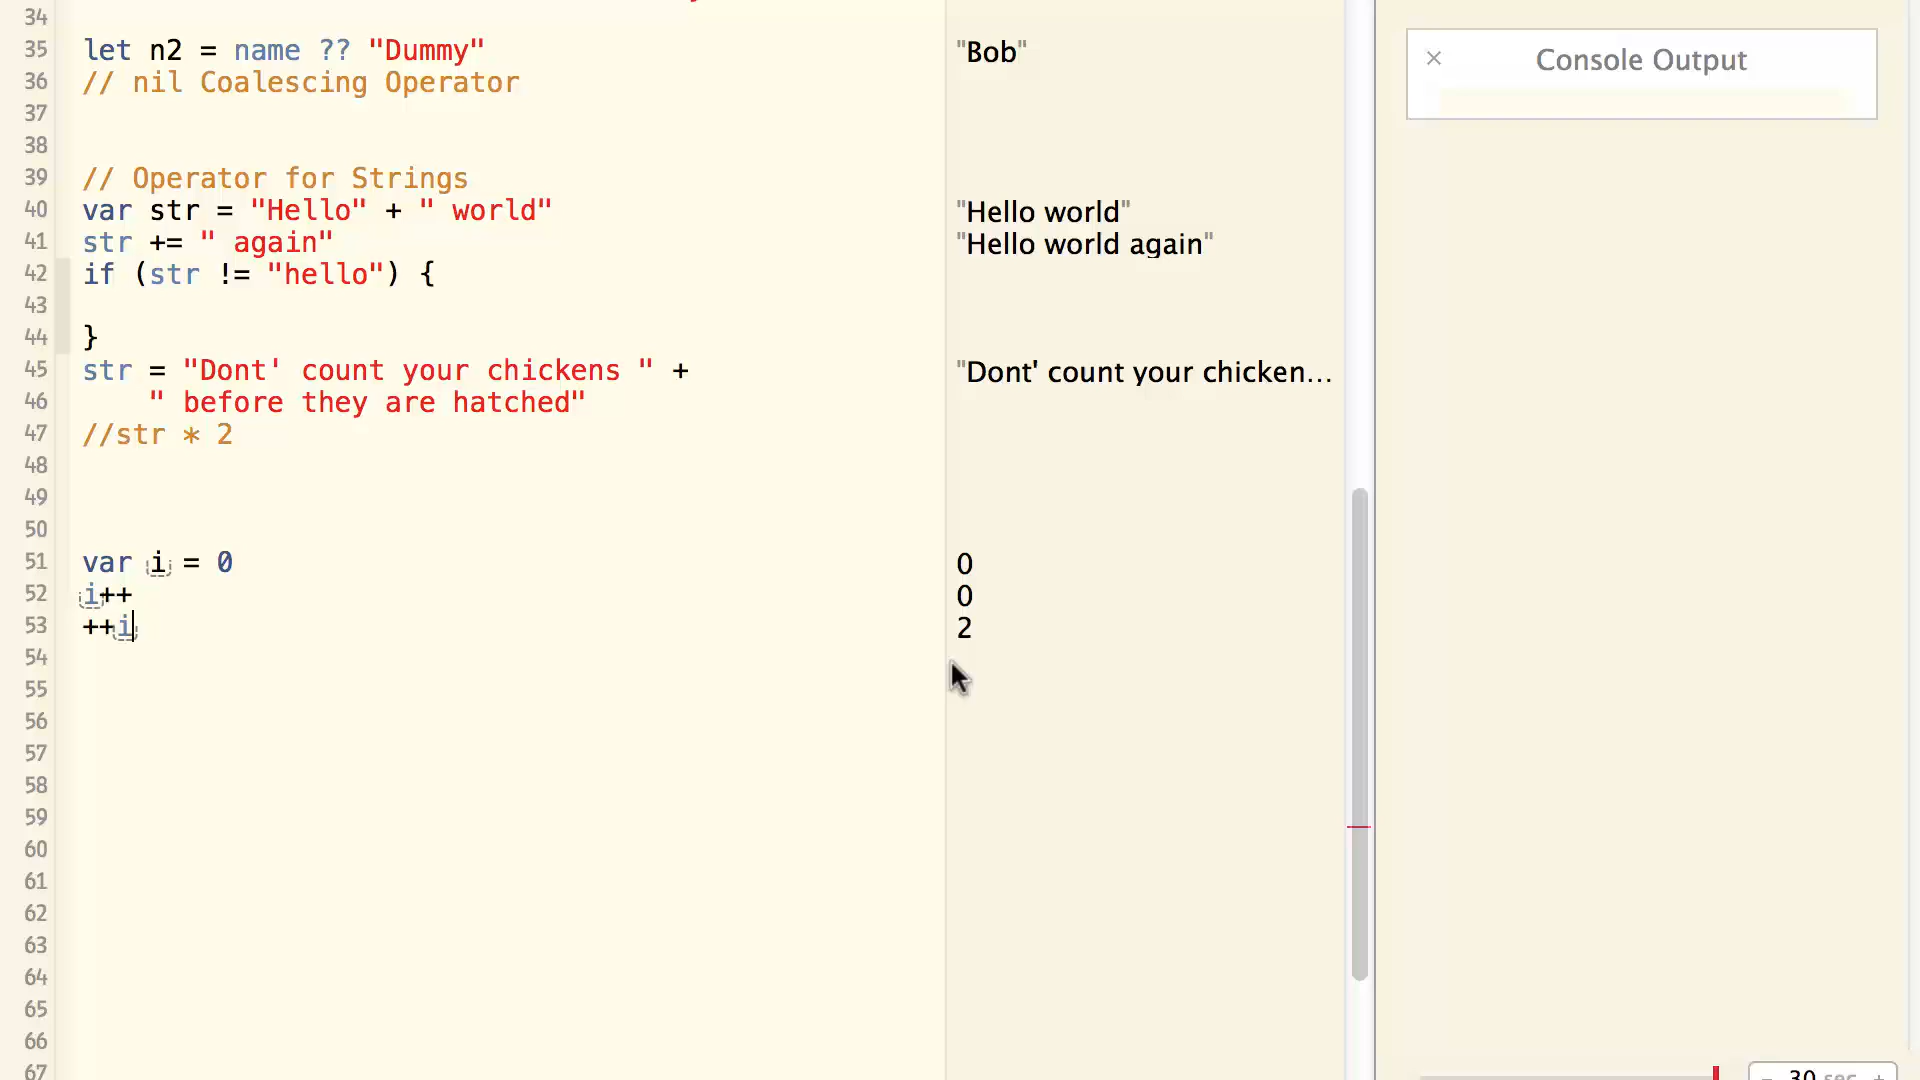 34
35 let n2 = name ?? "Dummy" "Bob"
36 // nil Coalescing Operator
37
38
39 // Operator for Strings
40 var str = "Hello" + " world" "Hello world"
41 str += " again" "Hello world again"
42 if (str != "hello") {
43
44 }
45 str = "Dont' count your chickens " + "Dont' count your chicken...
46 " before they are hatched"
47 //str * 2
48
49
50
51 var i = 0 0
52 i++ 0
53 ++i 2
54
55
56
57
58
59
60
61
62
63
64
65
66
67
× Console Output
- 30 sec +